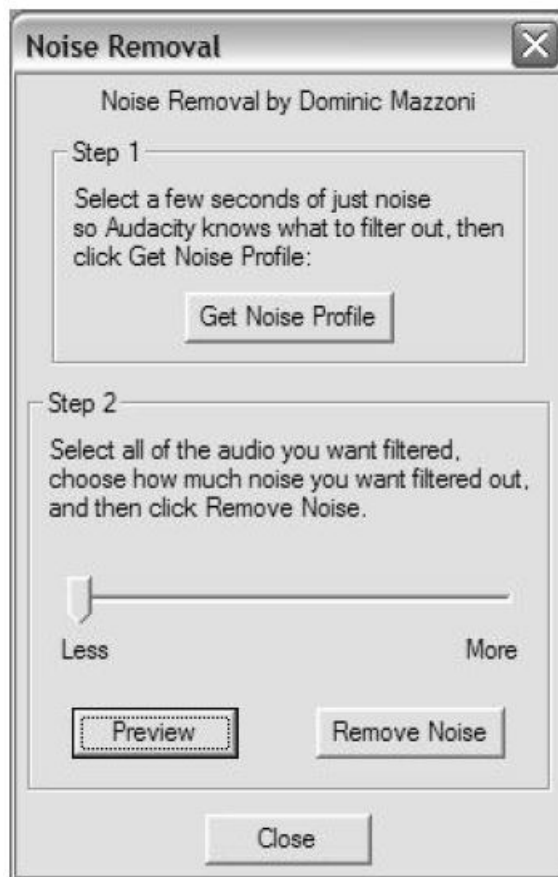 Noise Removal
Noise Removal by Dominic Mazzoni
Step 1
Select a few seconds of just noise
so Audacity knows what to filter out, then
click Get Noise Profile:
Get Noise Profile
Step 2
Select all of the audio you want filtered,
choose how much noise you want filtered out,
and then click Remove Noise.
Less More
Preview Remove Noise
Close